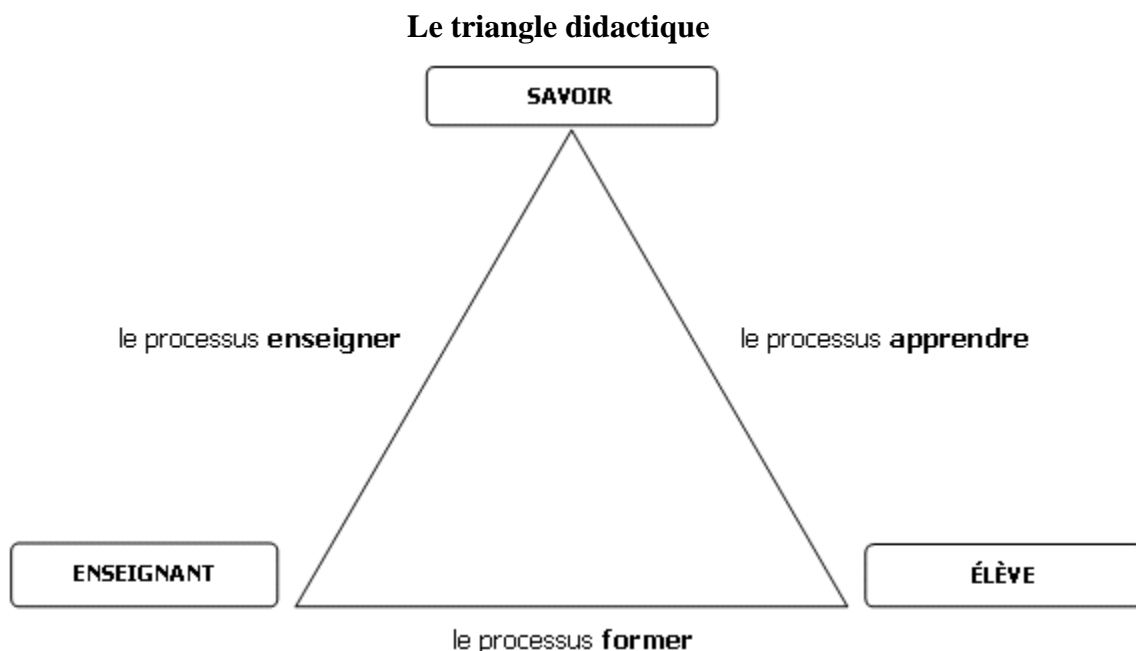 Le triangle didactique
SAVOIR
le processus enseigner
le processus apprendre
ENSEIGNANT
ÉLÈVE
le processus former